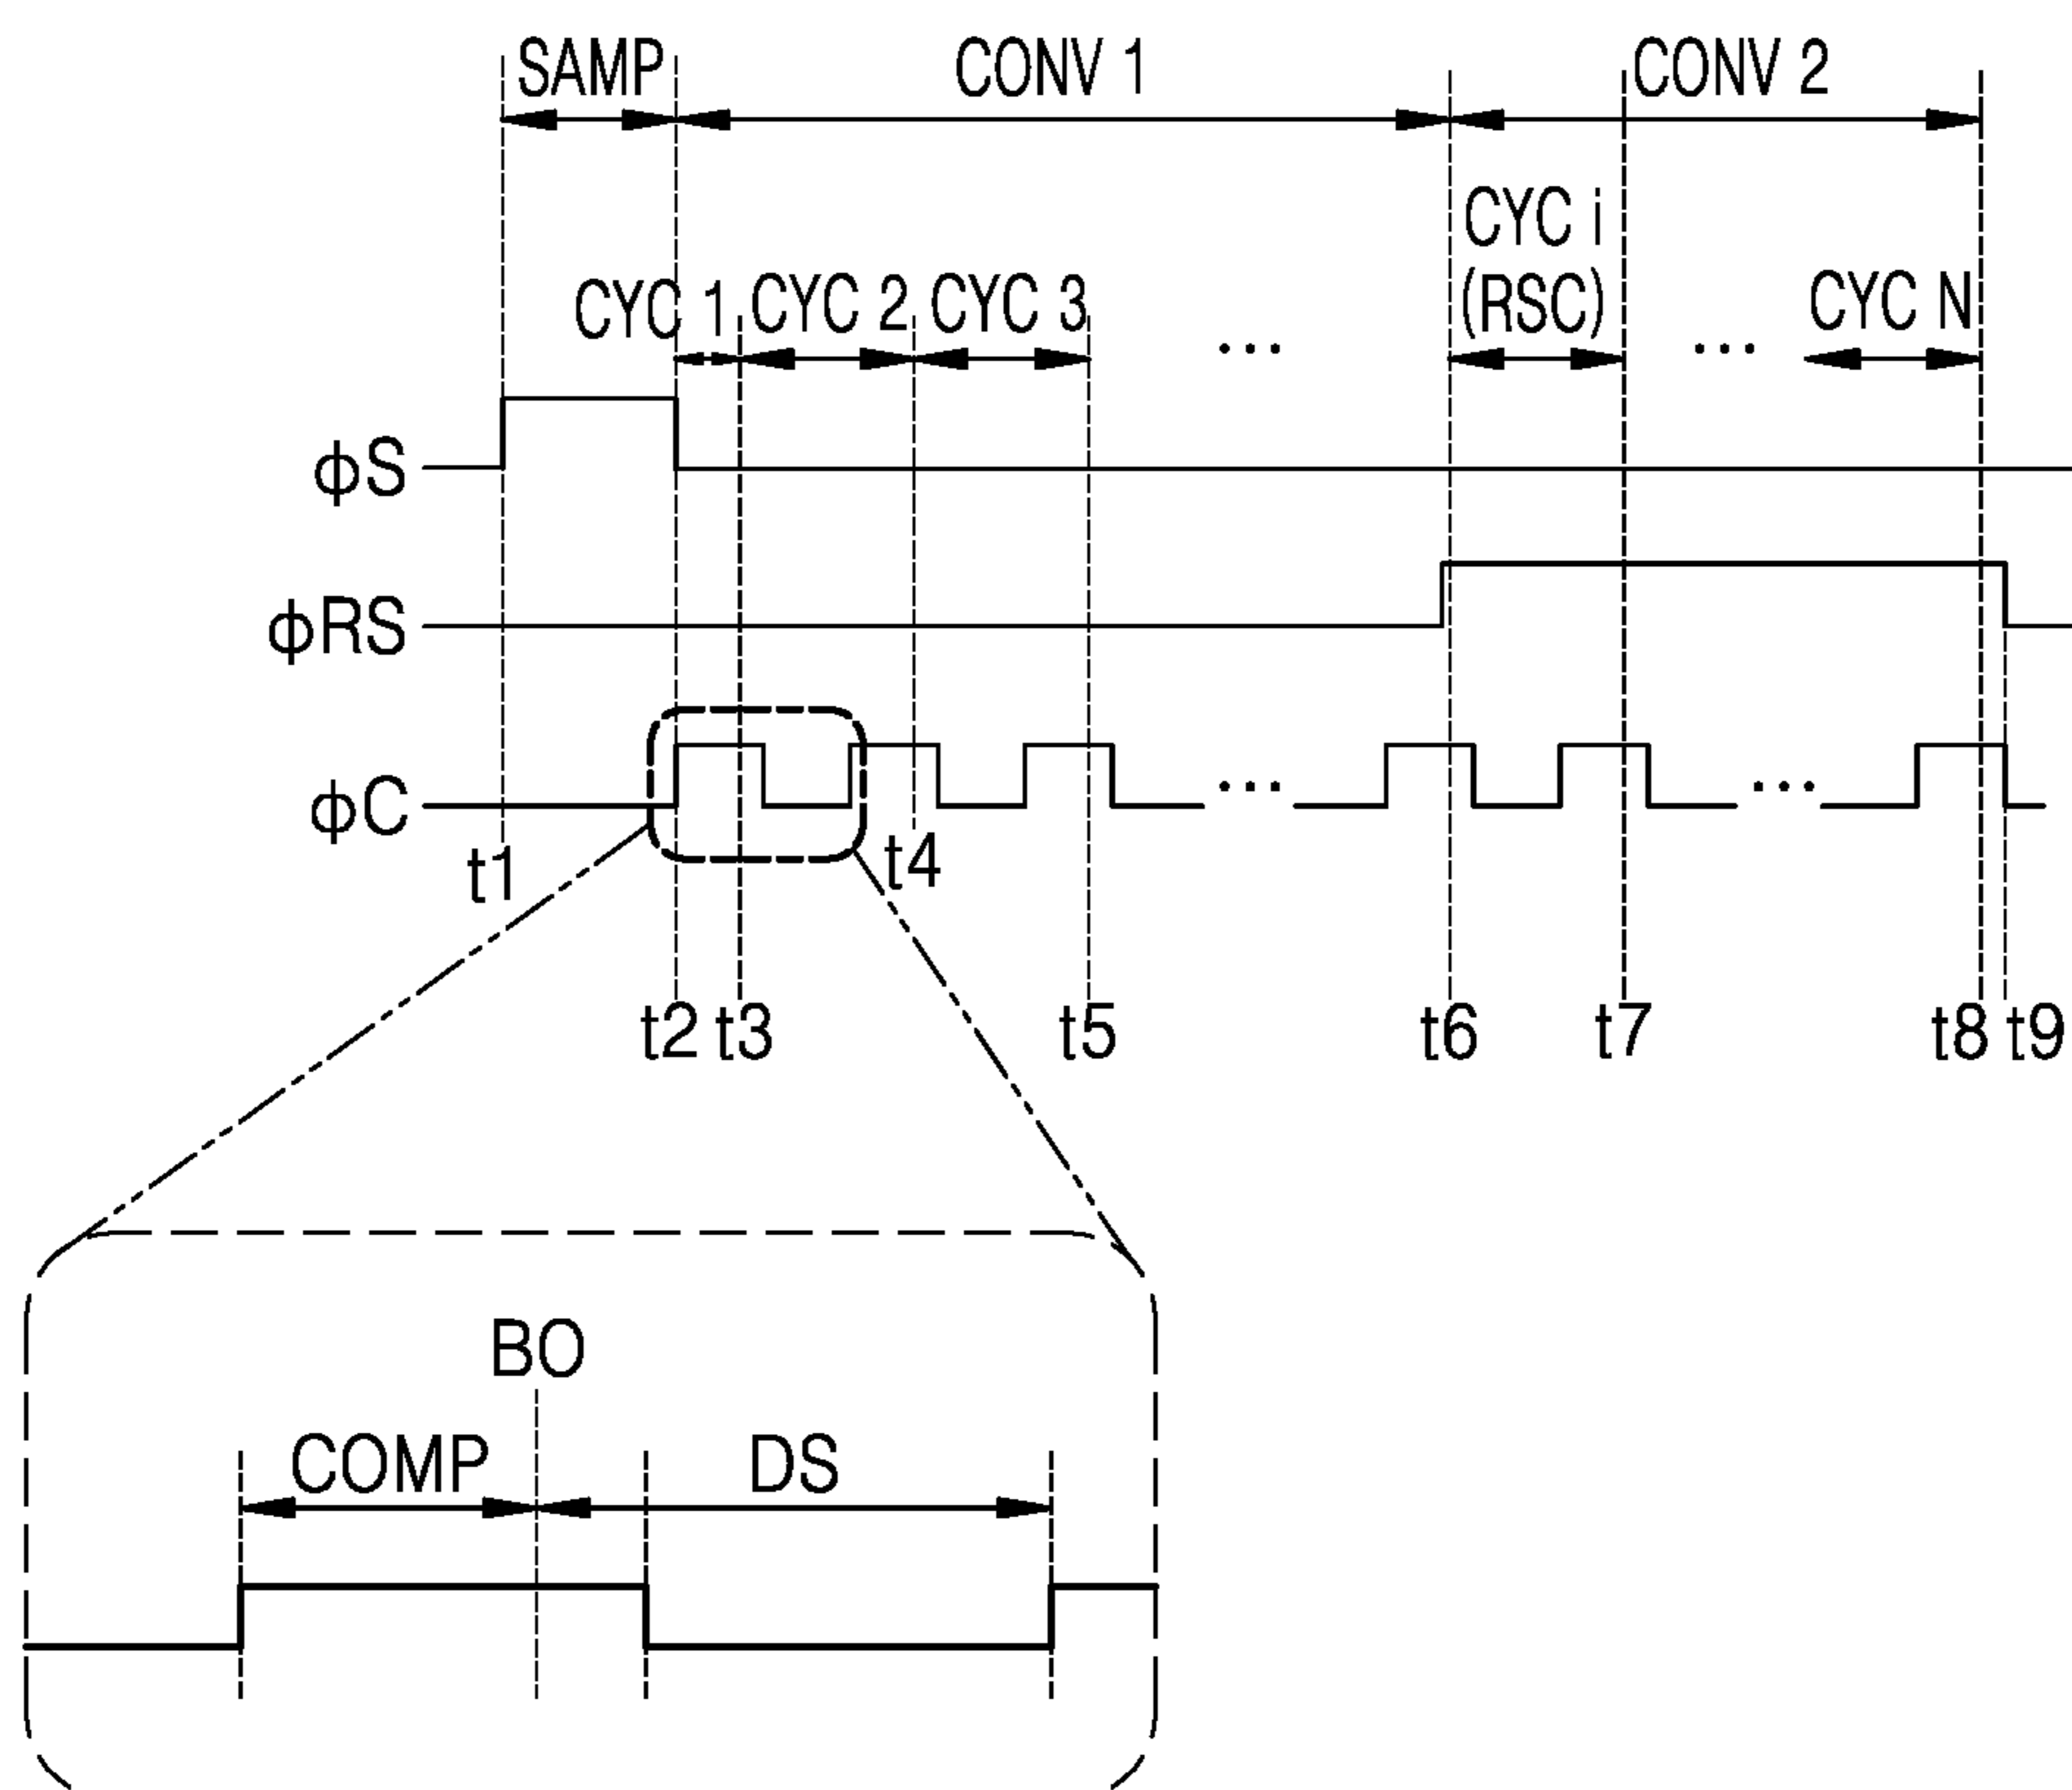 SAMP CONV 1 CONV 2
CYC i
CYC 1 CYC 2 CYC 3 ... (RSC) ... CYC N
ϕS
ϕRS
ϕC ... ...
t1 t4
t2 t3 t5 t6 t7 t8 t9
BO
COMP DS